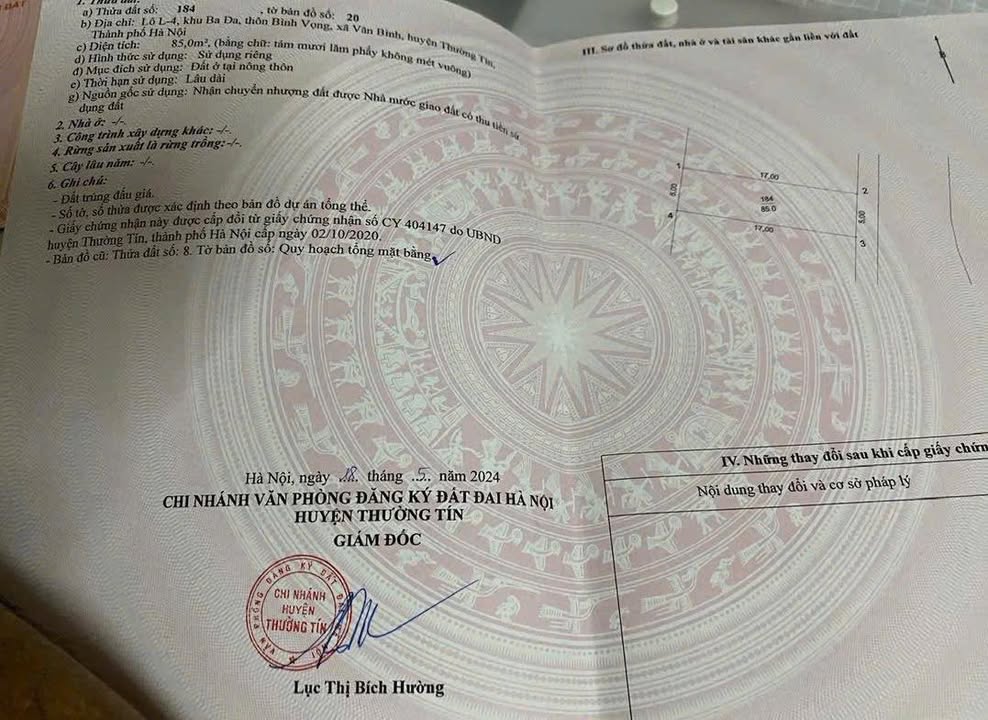 1. Thửa đất:
a) Thửa đất số: 184 , tờ bản đồ số: 20
b) Địa chỉ: Lô L-4, khu Ba Đa, thôn Bình Vọng, xã Văn Bình, huyện Thường Tín,
Thành phố Hà Nội
c) Diện tích: 85,0m², (bằng chữ: tám mươi lăm phẩy không mét vuông)
d) Hình thức sử dụng: Sử dụng riêng
đ) Mục đích sử dụng: Đất ở tại nông thôn
e) Thời hạn sử dụng: Lâu dài
g) Nguồn gốc sử dụng: Nhận chuyển nhượng đất được Nhà nước giao đất có thu tiền sử
dụng đất
2. Nhà ở: -/-.
3. Công trình xây dựng khác: -/-.
4. Rừng sản xuất là rừng trồng: -/-.
5. Cây lâu năm: -/-.
6. Ghi chú:
- Đất trúng đấu giá.
- Số tờ, số thửa được xác định theo bản đồ dự án tổng thể.
- Giấy chứng nhận này được cấp đổi từ giấy chứng nhận số CY 404147 do UBND
huyện Thường Tín, thành phố Hà Nội cấp ngày 02/10/2020.
- Bản đồ cũ: Thửa đất số: 8. Tờ bản đồ số: Quy hoạch tổng mặt bằng
Hà Nội, ngày 18 tháng 5 năm 2024
CHI NHÁNH VĂN PHÒNG ĐĂNG KÝ ĐẤT ĐAI HÀ NỘI
HUYỆN THƯỜNG TÍN
GIÁM ĐỐC
VĂN PHÒNG ĐĂNG KÝ ĐẤT ĐAI HÀ NỘI
CHI NHÁNH
HUYỆN
THƯỜNG TÍN
Lục Thị Bích Hường
III. Sơ đồ thửa đất, nhà ở và tài sản khác gắn liền với đất
1
17,00
2
5,00
184
85.0
5,00
4
17,00
3
IV. Những thay đổi sau khi cấp giấy chứn
Nội dung thay đổi và cơ sở pháp lý